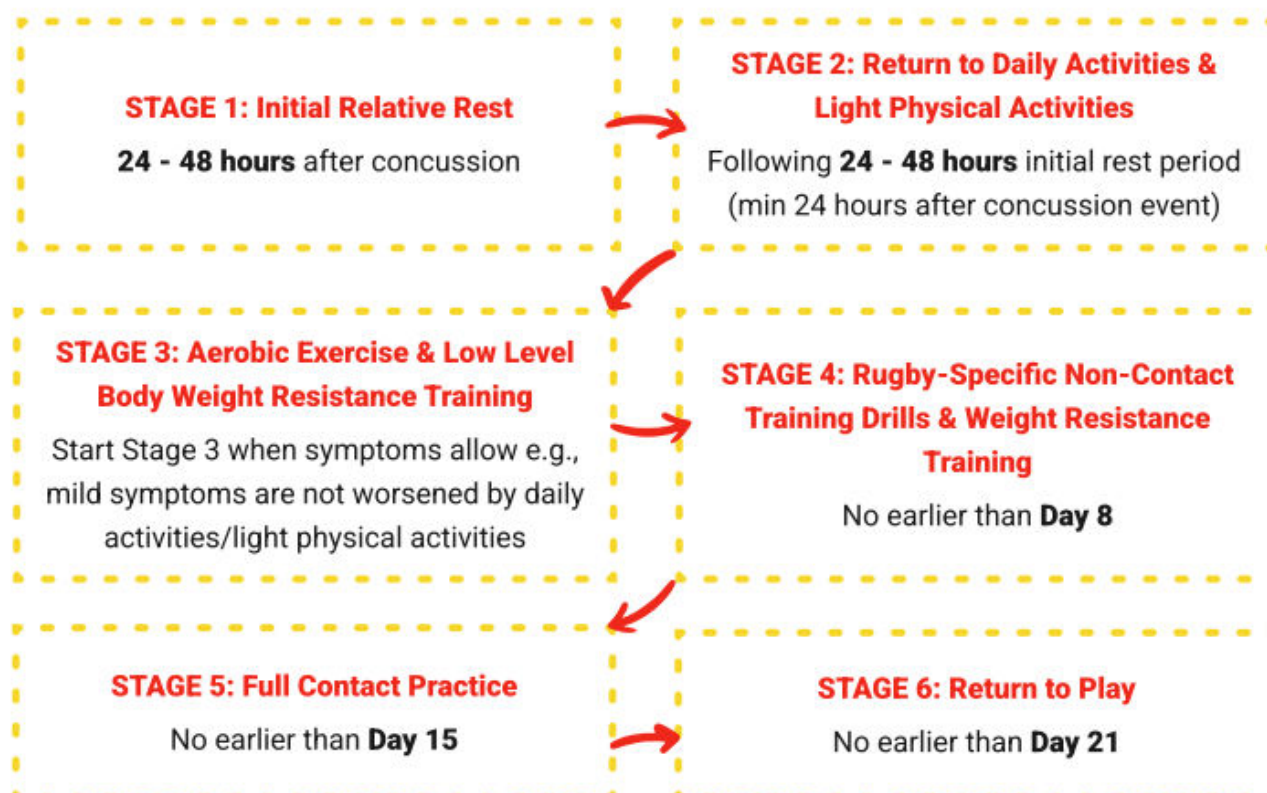 STAGE 1: Initial Relative Rest
24 - 48 hours after concussion
STAGE 2: Return to Daily Activities &
Light Physical Activities
Following 24 - 48 hours initial rest period
(min 24 hours after concussion event)
STAGE 3: Aerobic Exercise & Low Level
Body Weight Resistance Training
Start Stage 3 when symptoms allow e.g.,
mild symptoms are not worsened by daily
activities/light physical activities
STAGE 4: Rugby-Specific Non-Contact
Training Drills & Weight Resistance
Training
No earlier than Day 8
STAGE 5: Full Contact Practice
No earlier than Day 15
STAGE 6: Return to Play
No earlier than Day 21